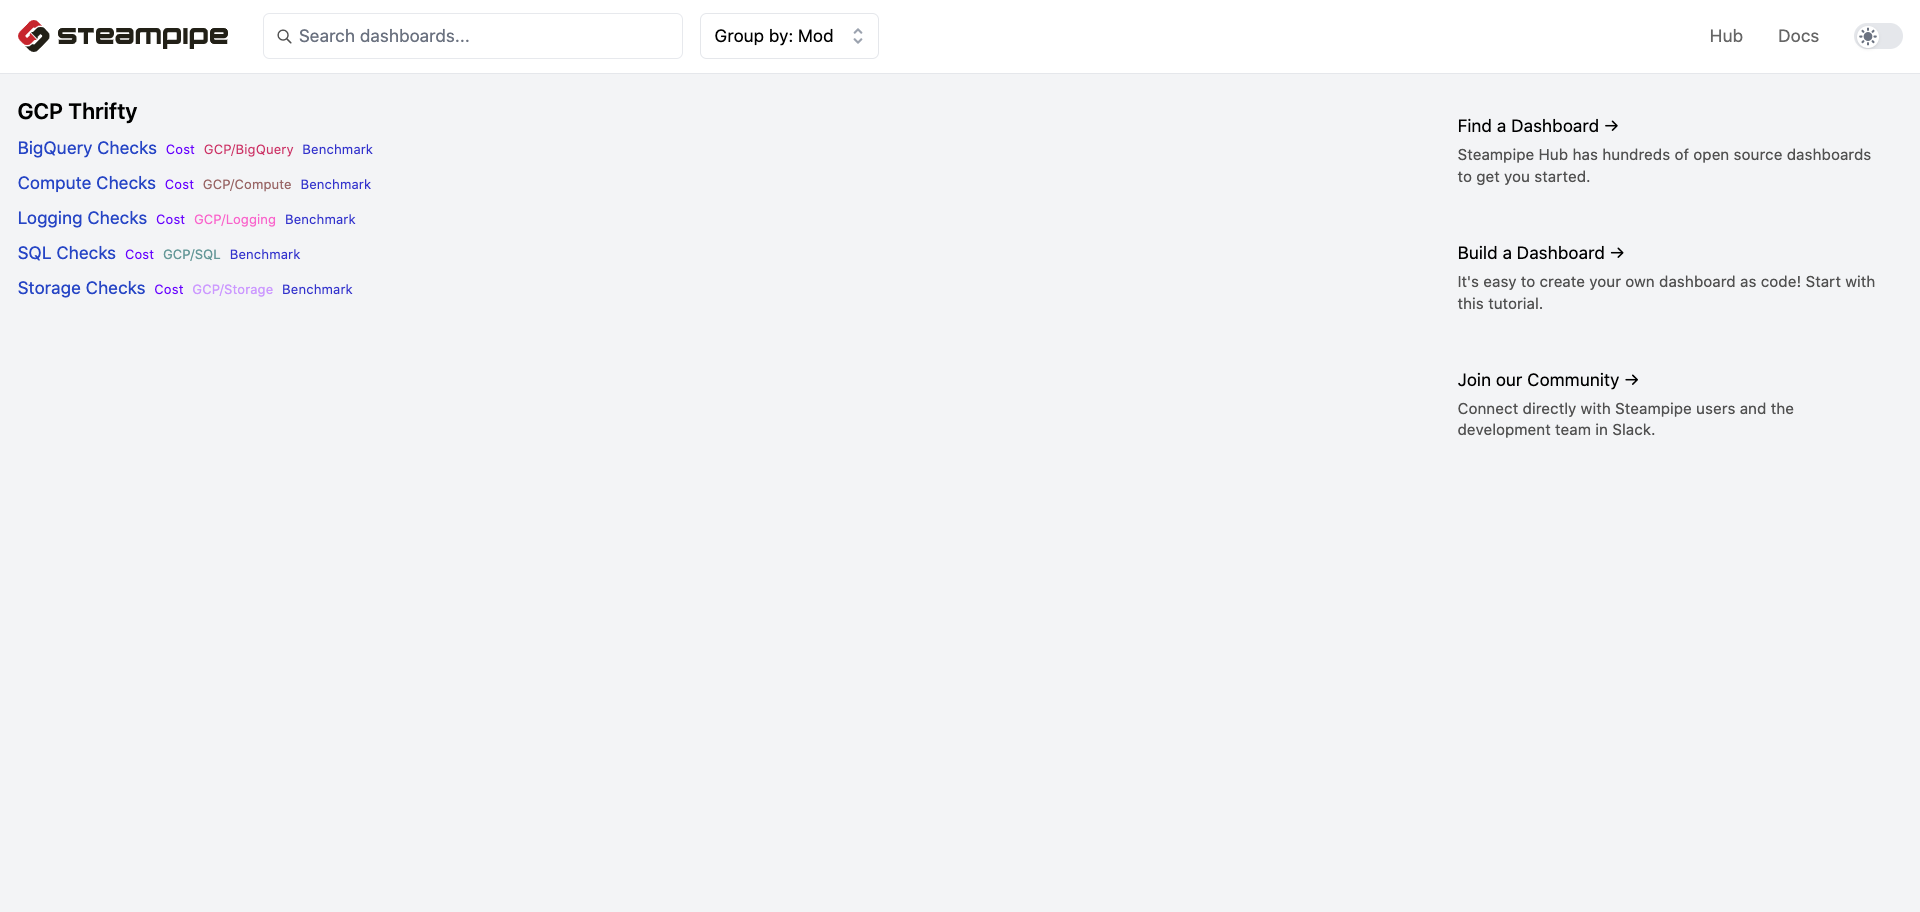 steampipe
Search dashboards...
Group by: Mod
Hub
Docs
GCP Thrifty
BigQuery Checks Cost GCP/BigQuery Benchmark
Compute Checks Cost GCP/Compute Benchmark
Logging Checks Cost GCP/Logging Benchmark
SQL Checks Cost GCP/SQL Benchmark
Storage Checks Cost GCP/Storage Benchmark
Find a Dashboard →
Steampipe Hub has hundreds of open source dashboards
to get you started.
Build a Dashboard →
It's easy to create your own dashboard as code! Start with
this tutorial.
Join our Community →
Connect directly with Steampipe users and the
development team in Slack.